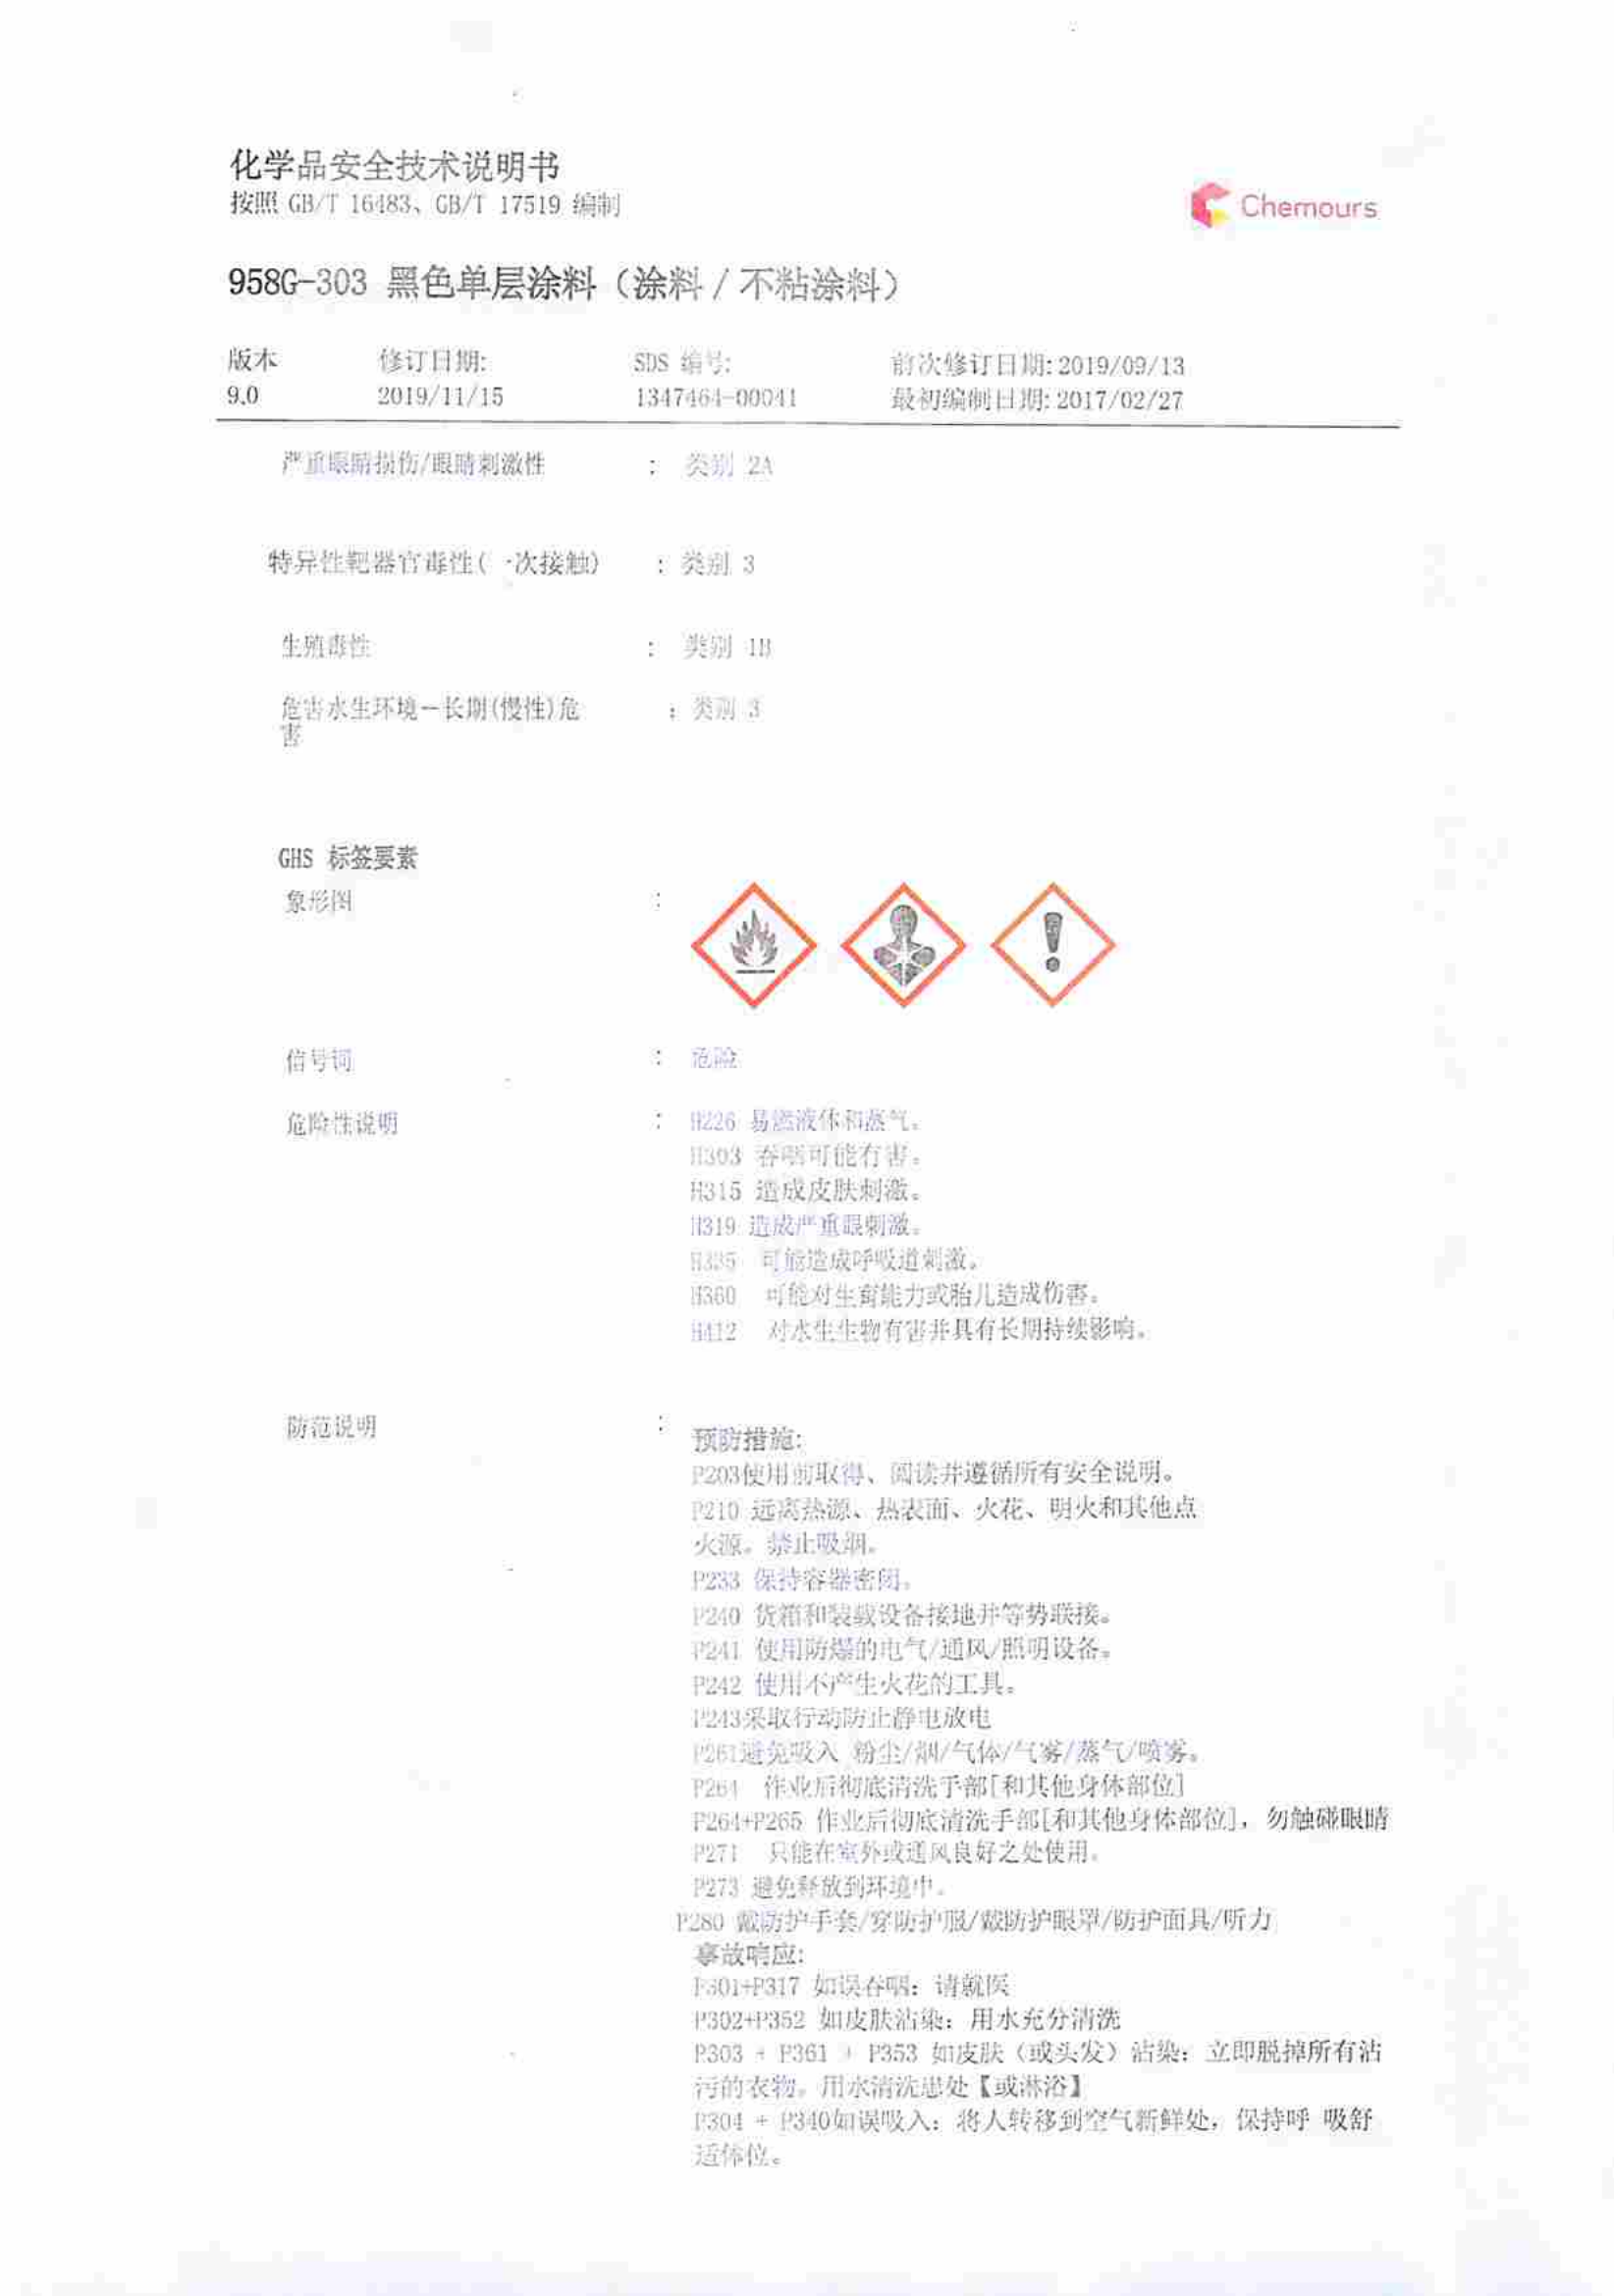 化学品安全技术说明书
按照 GB/T 16483、GB/T 17519 编制
Chemours
958G-303 黑色单层涂料（涂料/不粘涂料）
版本 修订日期: SDS 编号: 前次修订日期: 2019/09/13
9.0 2019/11/15 1347464-00041 最初编制日期: 2017/02/27
严重眼睛损伤/眼睛刺激性 : 类别 2A
特异性靶器官毒性(一次接触) : 类别 3
生殖毒性 : 类别 1B
危害水生环境-长期(慢性)危 : 类别 3
害
GHS 标签要素
象形图 :
信号词 : 危险
危险性说明 : H226 易燃液体和蒸气。
H303 吞咽可能有害。
H315 造成皮肤刺激。
H319 造成严重眼刺激。
H335 可能造成呼吸道刺激。
H360 可能对生育能力或胎儿造成伤害。
H412 对水生生物有害并具有长期持续影响。
防范说明 :
预防措施:
P203使用前取得、阅读并遵循所有安全说明。
P210 远离热源、热表面、火花、明火和其他点
火源。禁止吸烟。
P233 保持容器密闭。
P240 货箱和装载设备接地并等势联接。
P241 使用防爆的电气/通风/照明设备。
P242 使用不产生火花的工具。
P243采取行动防止静电放电
P261避免吸入 粉尘/烟/气体/气雾/蒸气/喷雾。
P264 作业后彻底清洗手部[和其他身体部位]
P264+P265 作业后彻底清洗手部[和其他身体部位]，勿触碰眼睛
P271 只能在室外或通风良好之处使用。
P273 避免释放到环境中。
P280 戴防护手套/穿防护服/戴防护眼罩/防护面具/听力
事故响应:
P301+P317 如误吞咽：请就医
P302+P352 如皮肤沾染：用水充分清洗
P303 + P361 + P353 如皮肤（或头发）沾染：立即脱掉所有沾
污的衣物。用水清洗患处【或淋浴】
P304 + P340如误吸入：将人转移到空气新鲜处，保持呼 吸舒
适体位。